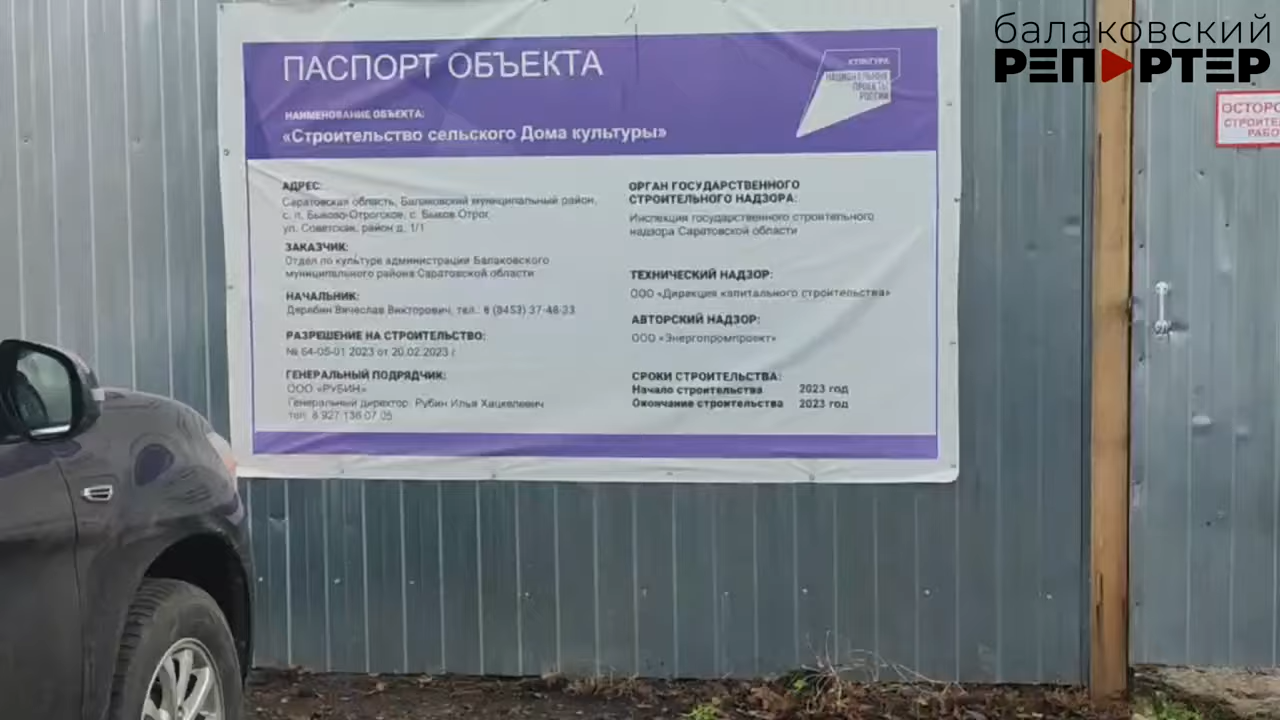 балаковский
РЕПОРТЕР
ПАСПОРТ ОБЪЕКТА
КУЛЬТУРА
НАЦИОНАЛЬНЫЕ
ПРОЕКТЫ
РОССИИ
НАИМЕНОВАНИЕ ОБЪЕКТА:
«Строительство сельского Дома культуры»
АДРЕС:
Саратовская область, Балаковский муниципальный район,
с. п. Быково-Отрогское, с. Быков Отрог,
ул. Советская, район д. 1/1
ЗАКАЗЧИК:
Отдел по культуре администрации Балаковского
муниципального района Саратовской области
НАЧАЛЬНИК:
Дерябин Вячеслав Викторович, тел.: 8 (8453)
РАЗРЕШЕНИЕ НА СТРОИТЕЛЬСТВО:
№ 64-05-01 2023 от 20.02.2023 г.
ГЕНЕРАЛЬНЫЙ ПОДРЯДЧИК:
ООО «РУБИН»
Генеральный директор: Рубин Илья Хацкелевич
тел: 8 927 136 07 05
ОРГАН ГОСУДАРСТВЕННОГО
СТРОИТЕЛЬНОГО НАДЗОРА:
Инспекция государственного строительного
надзора Саратовской области
ТЕХНИЧЕСКИЙ НАДЗОР:
ООО «Дирекция капитального строительства»
АВТОРСКИЙ НАДЗОР:
ООО «Энергопромпроект»
СРОКИ СТРОИТЕЛЬСТВА:
Начало строительства 2023 год
Окончание строительства 2023 год
ОСТОРО
СТРОИТЕЛ
РАБО